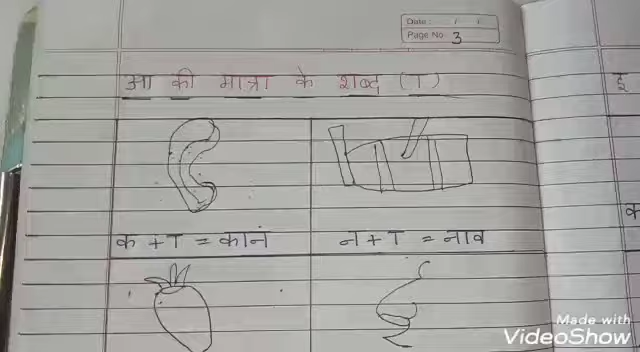 Date : / /
Page No. 3
आ की मात्रा के शब्द (ा)
क + ा = कान
न + ा = नाव
Made with
VideoShow